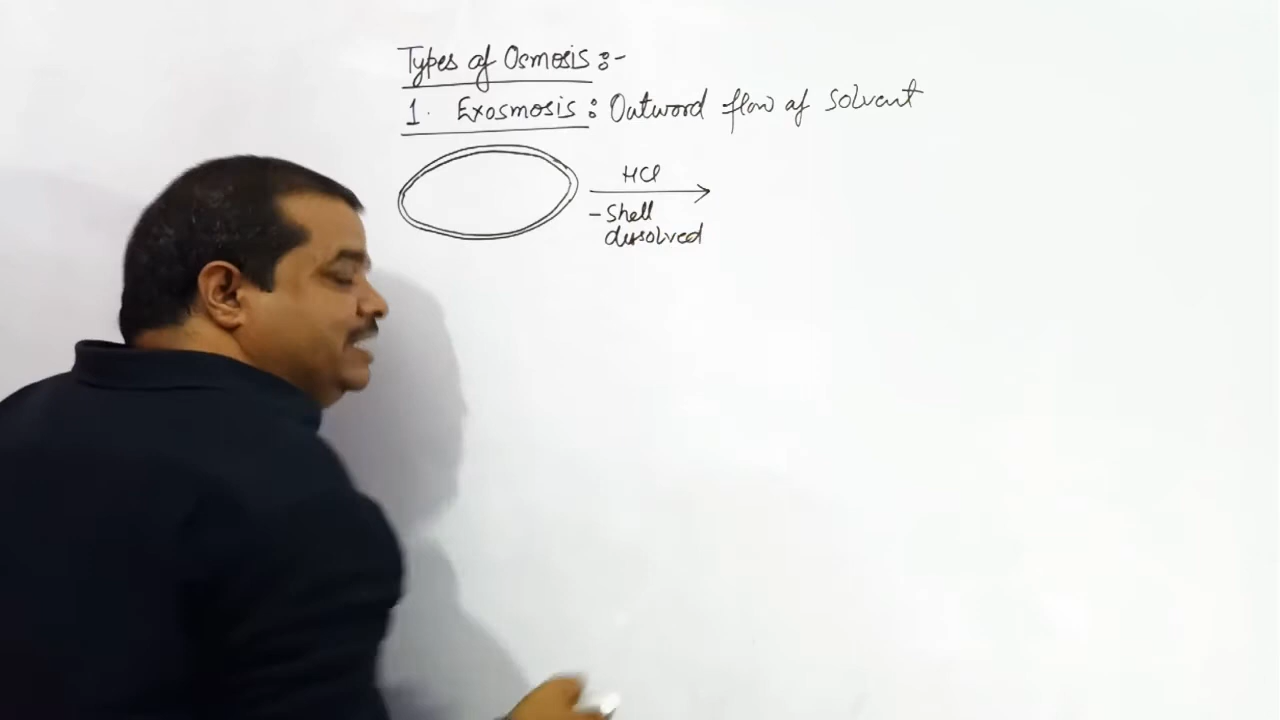 Types of Osmosis :-
1. Exosmosis : Outword flow of solvent
HCl
- Shell
dissolved